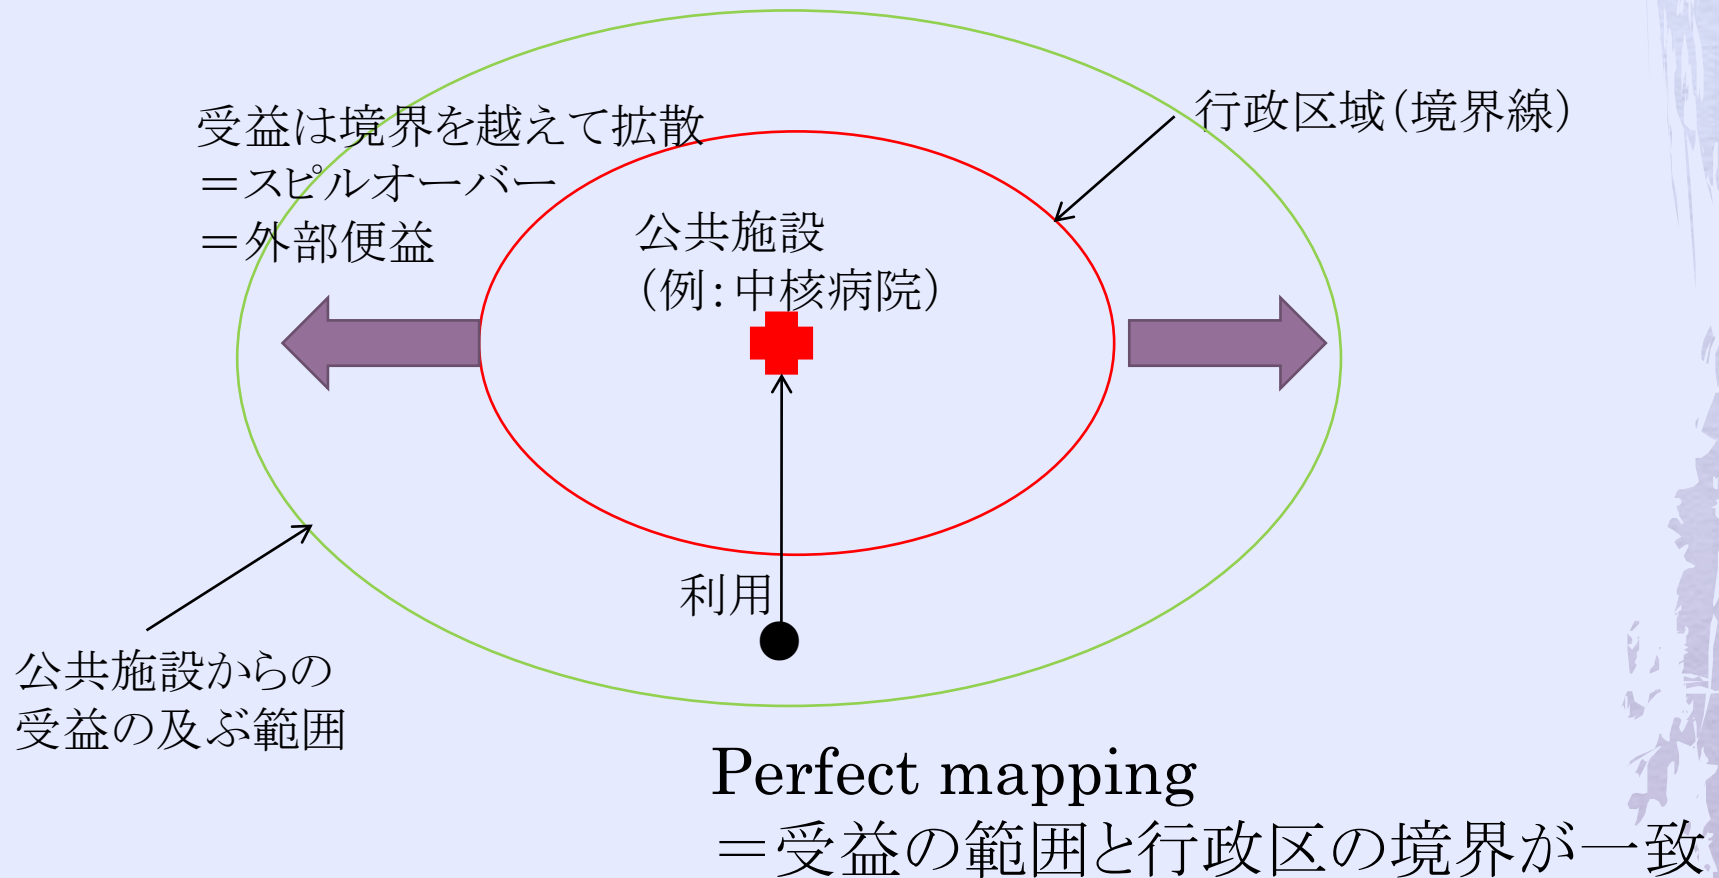 受益は境界を越えて拡散
＝スピルオーバー
＝外部便益
行政区域（境界線）
公共施設
（例：中核病院）
利用
公共施設からの
受益の及ぶ範囲
Perfect mapping
＝受益の範囲と行政区の境界が一致